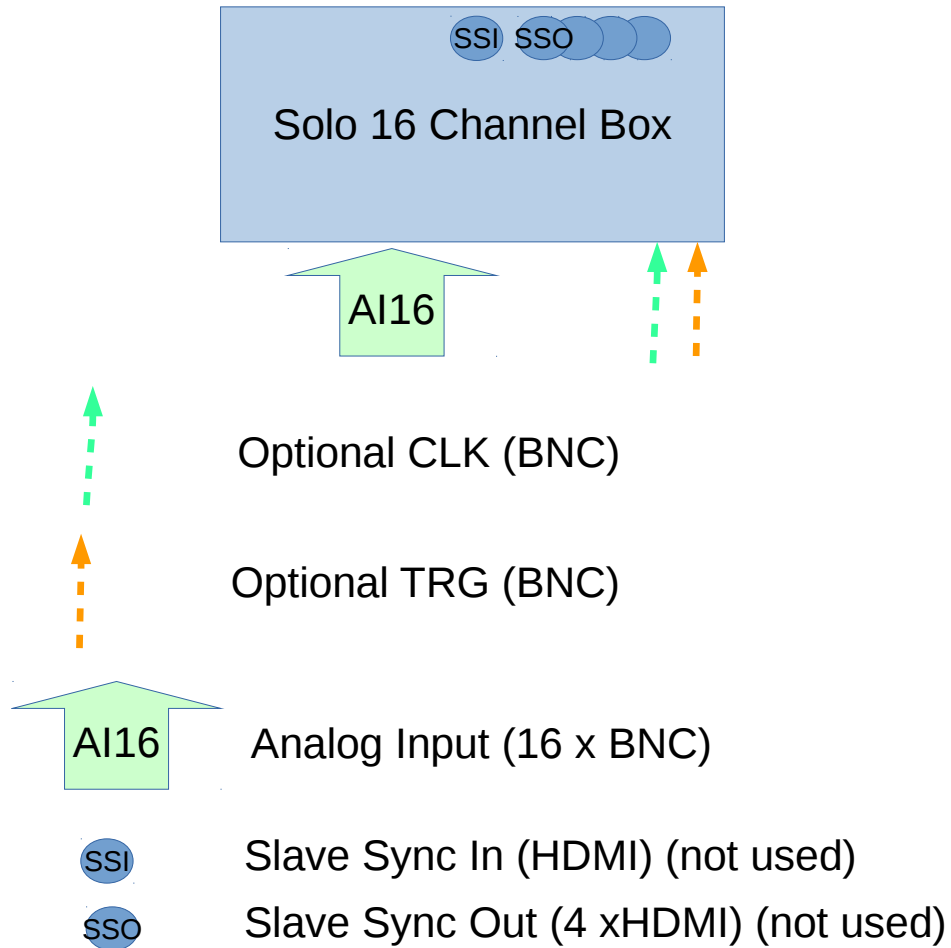 SSI SSO
Solo 16 Channel Box
AI16
Optional CLK (BNC)
Optional TRG (BNC)
AI16 Analog Input (16 x BNC)
SSI Slave Sync In (HDMI) (not used)
SSO Slave Sync Out (4 xHDMI) (not used)